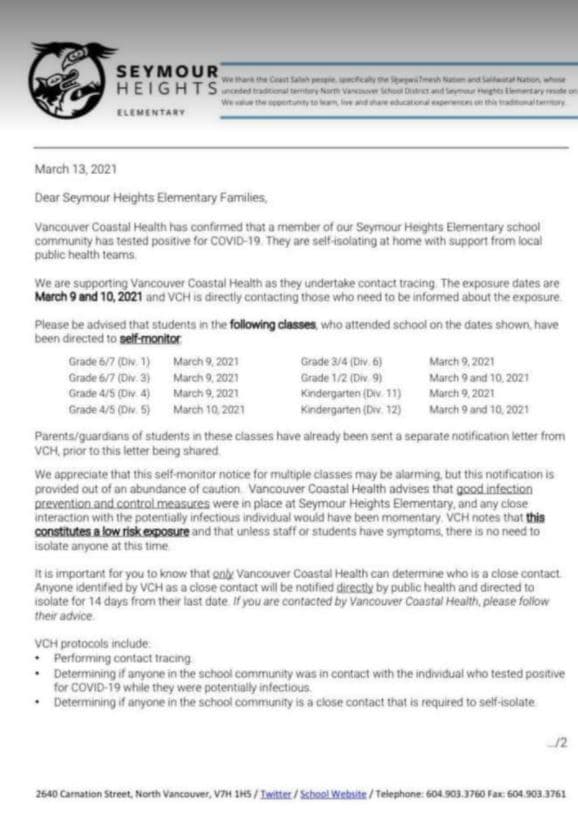 SEYMOUR
HEIGHTS
ELEMENTARY
We thank the Coast Salish people, specifically the Sḵwx̱wú7mesh Nation and Səlilwətaɬ Nation, whose
unceded traditional territory North Vancouver School District and Seymour Heights Elementary reside on.
We value the opportunity to learn, live and share educational experiences on this traditional territory.
March 13, 2021
Dear Seymour Heights Elementary Families,
Vancouver Coastal Health has confirmed that a member of our Seymour Heights Elementary school
community has tested positive for COVID-19. They are self-isolating at home with support from local
public health teams.
We are supporting Vancouver Coastal Health as they undertake contact tracing. The exposure dates are
March 9 and 10, 2021 and VCH is directly contacting those who need to be informed about the exposure.
Please be advised that students in the following classes, who attended school on the dates shown, have
been directed to self-monitor:
Grade 6/7 (Div. 1) March 9, 2021 Grade 3/4 (Div. 6) March 9, 2021
Grade 6/7 (Div. 3) March 9, 2021 Grade 1/2 (Div. 9) March 9 and 10, 2021
Grade 4/5 (Div. 4) March 9, 2021 Kindergarten (Div. 11) March 9, 2021
Grade 4/5 (Div. 5) March 10, 2021 Kindergarten (Div. 12) March 9 and 10, 2021
Parents/guardians of students in these classes have already been sent a separate notification letter from
VCH, prior to this letter being shared.
We appreciate that this self-monitor notice for multiple classes may be alarming, but this notification is
provided out of an abundance of caution. Vancouver Coastal Health advises that good infection
prevention and control measures were in place at Seymour Heights Elementary, and any close
interaction with the potentially infectious individual would have been momentary. VCH notes that this
constitutes a low risk exposure and that unless staff or students have symptoms, there is no need to
isolate anyone at this time.
It is important for you to know that only Vancouver Coastal Health can determine who is a close contact.
Anyone identified by VCH as a close contact will be notified directly by public health and directed to
isolate for 14 days from their last date. If you are contacted by Vancouver Coastal Health, please follow
their advice.
VCH protocols include:
• Performing contact tracing.
• Determining if anyone in the school community was in contact with the individual who tested positive
for COVID-19 while they were potentially infectious.
• Determining if anyone in the school community is a close contact that is required to self-isolate.
.../2
2640 Carnation Street, North Vancouver, V7H 1H5 / Twitter / School Website / Telephone: 604.903.3760 Fax: 604.903.3761